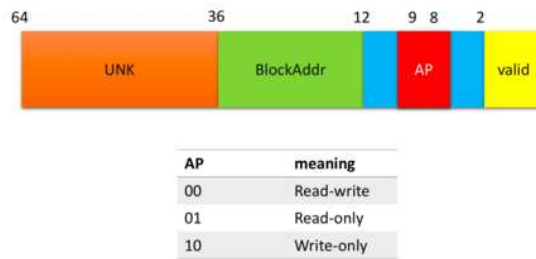 64 36 12 9 8 2
UNK BlockAddr AP valid
AP meaning
00 Read-write
01 Read-only
10 Write-only